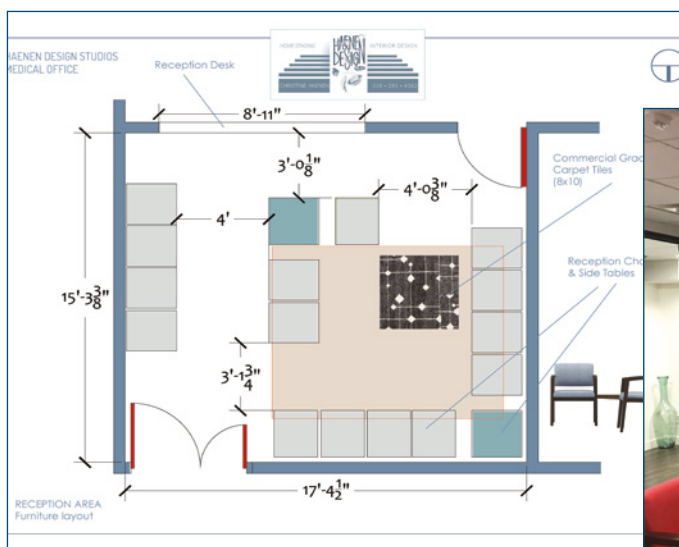 HAENEN DESIGN STUDIOS
MEDICAL OFFICE
HOME STAGING
HAENEN
DESIGN
INTERIOR DESIGN
Reception Desk
8'-11"
3'-0 1/8"
4'-0 3/8"
Commercial Grad
Carpet Tiles
(8x10)
4'
Reception Cha
& Side Tables
15'-3 3/8"
3'-1 3/4"
17'-4 1/2"
RECEPTION AREA
Furniture layout